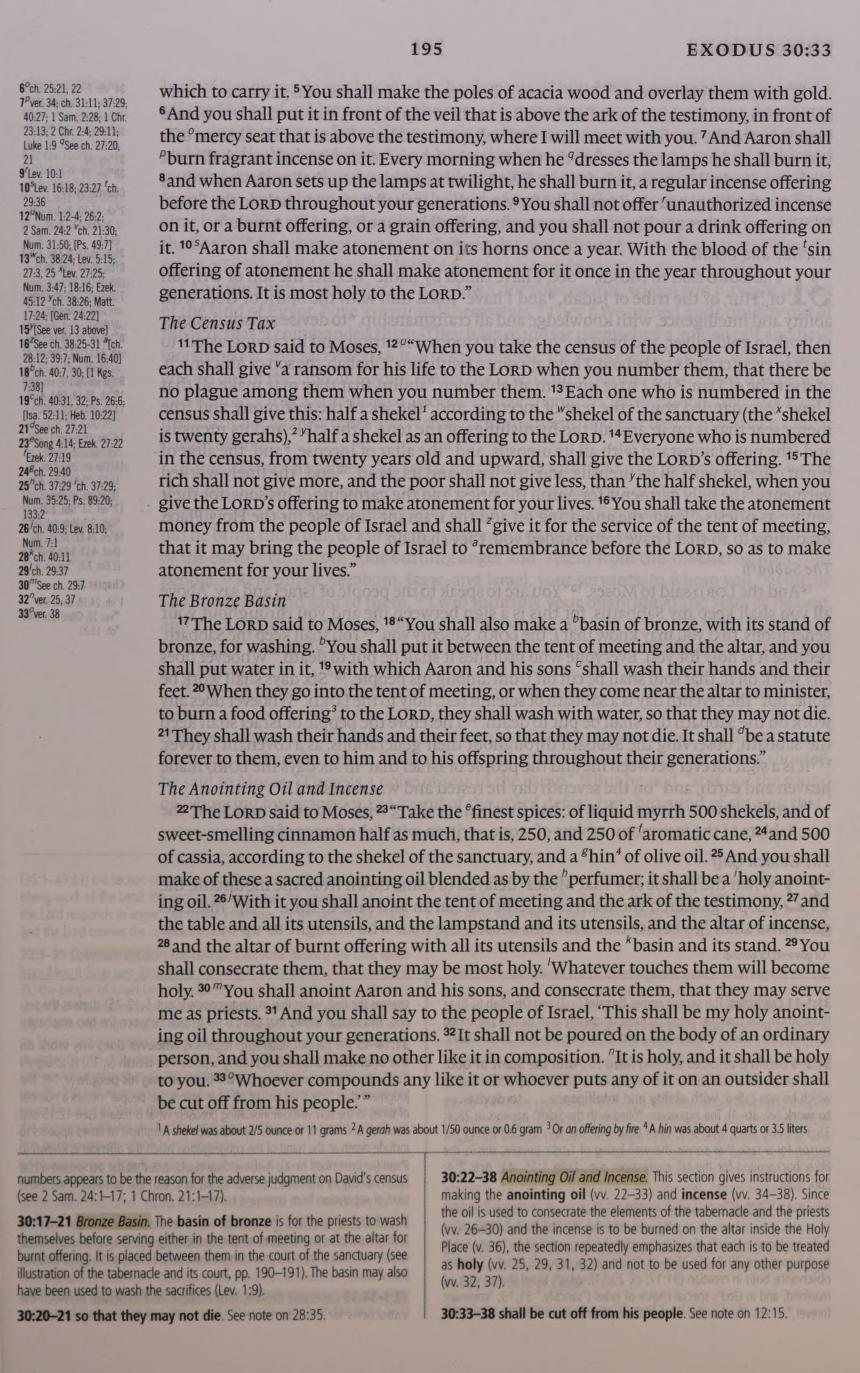 195
EXODUS 30:33
6ᵒch. 25:21, 22
7ᵖver. 34; ch. 31:11; 37:29;
40:27; 1 Sam. 2:28; 1 Chr.
23:13; 2 Chr. 2:4; 29:11;
Luke 1:9 ᑫSee ch. 27:20,
21
9ʳLev. 10:1
10ˢLev. 16:18; 23:27 ᵗch.
29:36
12ᵘNum. 1:2-4; 26:2;
2 Sam. 24:2 ᵛch. 21:30;
Num. 31:50; [Ps. 49:7]
13ʷch. 38:24; Lev. 5:15;
27:3, 25 ˣLev. 27:25;
Num. 3:47; 18:16; Ezek.
45:12 ʸch. 38:26; Matt.
17:24; [Gen. 24:22]
15ʸ[See ver. 13 above]
16ᶻSee ch. 38:25-31 ᵃ[ch.
28:12; 39:7; Num. 16:40]
18ᵇch. 40:7, 30; [1 Kgs.
7:38]
19ᶜch. 40:31, 32; Ps. 26:6;
[Isa. 52:11; Heb. 10:22]
21ᵈSee ch. 27:21
23ᵉSong 4:14; Ezek. 27:22
ᶠEzek. 27:19
24ᵍch. 29:40
25ʰch. 37:29 ⁱch. 37:29;
Num. 35:25; Ps. 89:20;
133:2
26ʲch. 40:9; Lev. 8:10;
Num. 7:1
28ᵏch. 40:11
29ˡch. 29:37
30ᵐSee ch. 29:7
32ⁿver. 25, 37
33ᵒver. 38
which to carry it. ⁵You shall make the poles of acacia wood and overlay them with gold.
⁶And you shall put it in front of the veil that is above the ark of the testimony, in front of
the ᵒmercy seat that is above the testimony, where I will meet with you. ⁷And Aaron shall
ᵖburn fragrant incense on it. Every morning when he ᑫdresses the lamps he shall burn it,
⁸and when Aaron sets up the lamps at twilight, he shall burn it, a regular incense offering
before the LORD throughout your generations. ⁹You shall not offer ʳunauthorized incense
on it, or a burnt offering, or a grain offering, and you shall not pour a drink offering on
it. ¹⁰ˢAaron shall make atonement on its horns once a year. With the blood of the ᵗsin
offering of atonement he shall make atonement for it once in the year throughout your
generations. It is most holy to the LORD.”
The Census Tax
¹¹The LORD said to Moses, ¹²ᵘ“When you take the census of the people of Israel, then
each shall give ᵛa ransom for his life to the LORD when you number them, that there be
no plague among them when you number them. ¹³Each one who is numbered in the
census shall give this: half a shekel¹ according to the ʷshekel of the sanctuary (the ˣshekel
is twenty gerahs),² ʸhalf a shekel as an offering to the LORD. ¹⁴Everyone who is numbered
in the census, from twenty years old and upward, shall give the LORD’s offering. ¹⁵The
rich shall not give more, and the poor shall not give less, than ʸthe half shekel, when you
give the LORD’s offering to make atonement for your lives. ¹⁶You shall take the atonement
money from the people of Israel and shall ᶻgive it for the service of the tent of meeting,
that it may bring the people of Israel to ᵃremembrance before the LORD, so as to make
atonement for your lives.”
The Bronze Basin
¹⁷The LORD said to Moses, ¹⁸“You shall also make a ᵇbasin of bronze, with its stand of
bronze, for washing. ᵇYou shall put it between the tent of meeting and the altar, and you
shall put water in it, ¹⁹with which Aaron and his sons ᶜshall wash their hands and their
feet. ²⁰When they go into the tent of meeting, or when they come near the altar to minister,
to burn a food offering³ to the LORD, they shall wash with water, so that they may not die.
²¹They shall wash their hands and their feet, so that they may not die. It shall ᵈbe a statute
forever to them, even to him and to his offspring throughout their generations.”
The Anointing Oil and Incense
²²The LORD said to Moses, ²³“Take the ᵉfinest spices: of liquid myrrh 500 shekels, and of
sweet-smelling cinnamon half as much, that is, 250, and 250 of ᶠaromatic cane, ²⁴and 500
of cassia, according to the shekel of the sanctuary, and a ᵍhin⁴ of olive oil. ²⁵And you shall
make of these a sacred anointing oil blended as by the ʰperfumer; it shall be a ⁱholy anoint-
ing oil. ²⁶ʲWith it you shall anoint the tent of meeting and the ark of the testimony, ²⁷and
the table and all its utensils, and the lampstand and its utensils, and the altar of incense,
²⁸and the altar of burnt offering with all its utensils and the ᵏbasin and its stand. ²⁹You
shall consecrate them, that they may be most holy. ˡWhatever touches them will become
holy. ³⁰ᵐYou shall anoint Aaron and his sons, and consecrate them, that they may serve
me as priests. ³¹And you shall say to the people of Israel, ‘This shall be my holy anoint-
ing oil throughout your generations. ³²It shall not be poured on the body of an ordinary
person, and you shall make no other like it in composition. ⁿIt is holy, and it shall be holy
to you. ³³ᵒWhoever compounds any like it or whoever puts any of it on an outsider shall
be cut off from his people.’”
¹A shekel was about 2/5 ounce or 11 grams ²A gerah was about 1/50 ounce or 0.6 gram ³Or an offering by fire ⁴A hin was about 4 quarts or 3.5 liters
numbers appears to be the reason for the adverse judgment on David’s census
(see 2 Sam. 24:1–17; 1 Chron. 21:1–17).
30:17–21 Bronze Basin. The basin of bronze is for the priests to wash
themselves before serving either in the tent of meeting or at the altar for
burnt offering. It is placed between them in the court of the sanctuary (see
illustration of the tabernacle and its court, pp. 190–191). The basin may also
have been used to wash the sacrifices (Lev. 1:9).
30:20–21 so that they may not die. See note on 28:35.
30:22–38 Anointing Oil and Incense. This section gives instructions for
making the anointing oil (vv. 22–33) and incense (vv. 34–38). Since
the oil is used to consecrate the elements of the tabernacle and the priests
(vv. 26–30) and the incense is to be burned on the altar inside the Holy
Place (v. 36), the section repeatedly emphasizes that each is to be treated
as holy (vv. 25, 29, 31, 32) and not to be used for any other purpose
(vv. 32, 37).
30:33–38 shall be cut off from his people. See note on 12:15.